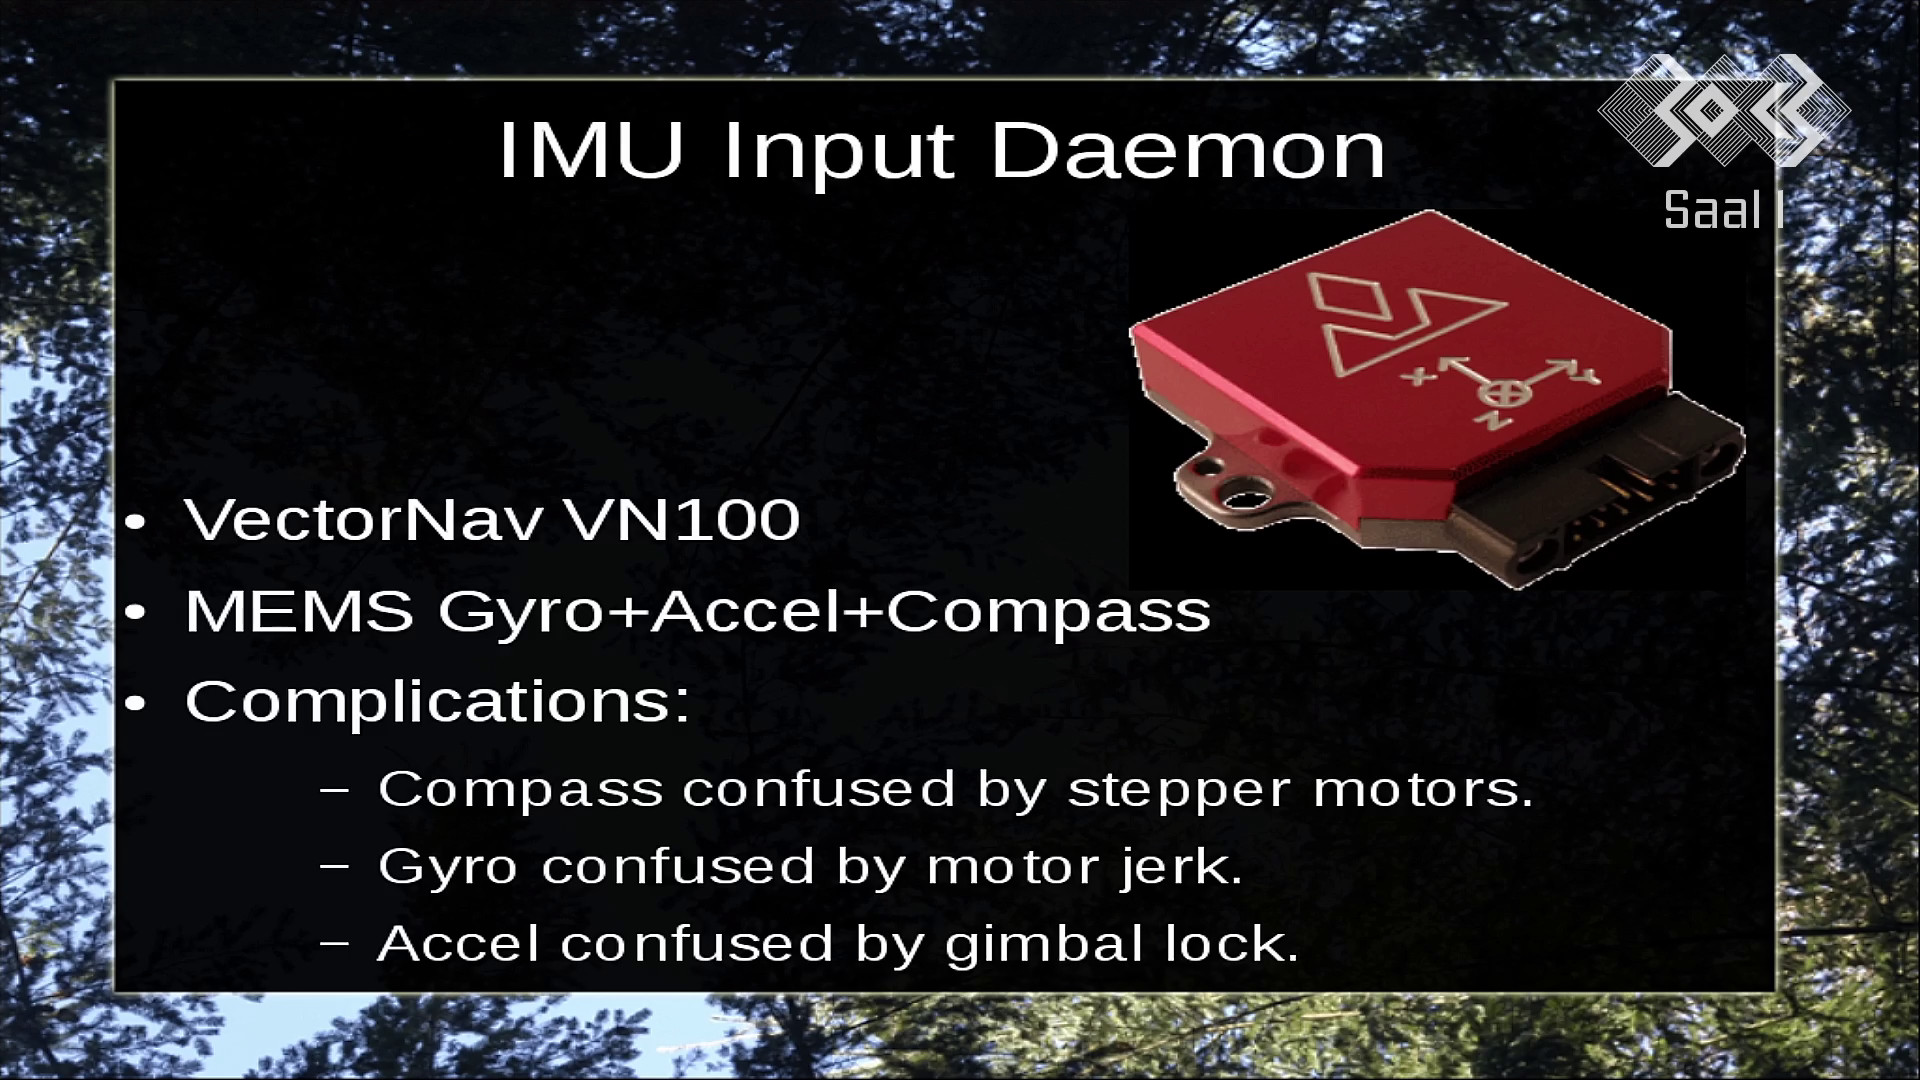 IMU Input Daemon
Saal 1
X
Y
Z
• VectorNav VN100
• MEMS Gyro+Accel+Compass
• Complications:
– Compass confused by stepper motors.
– Gyro confused by motor jerk.
– Accel confused by gimbal lock.